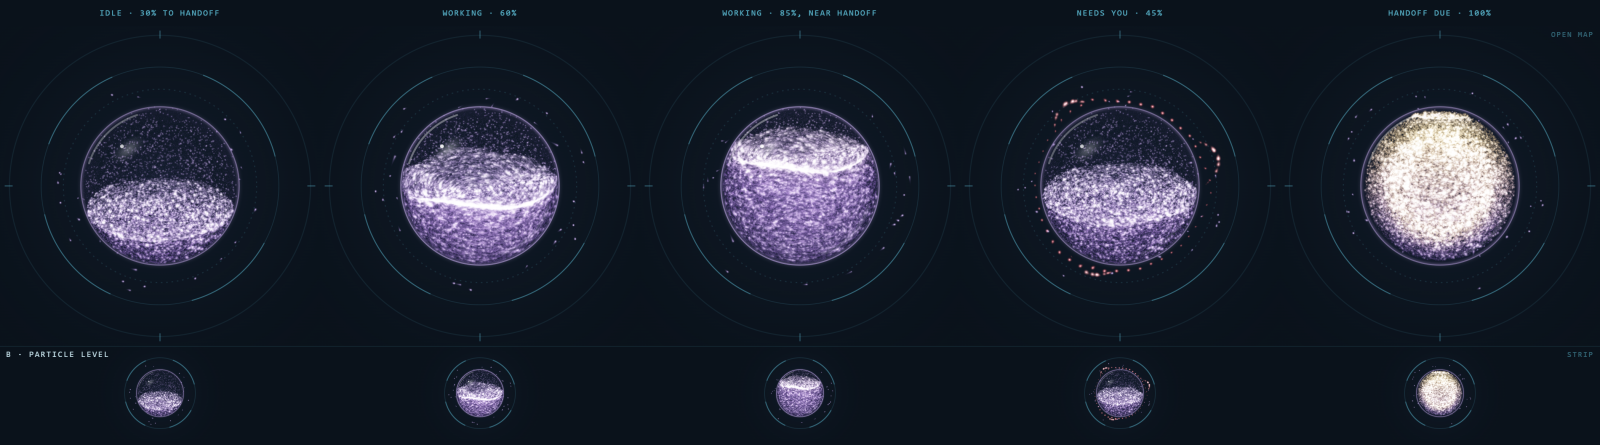 IDLE · 30% TO HANDOFF
WORKING · 60%
WORKING · 85%, NEAR HANDOFF
NEEDS YOU · 45%
HANDOFF DUE · 100%
OPEN MAP
B · PARTICLE LEVEL
STRIP